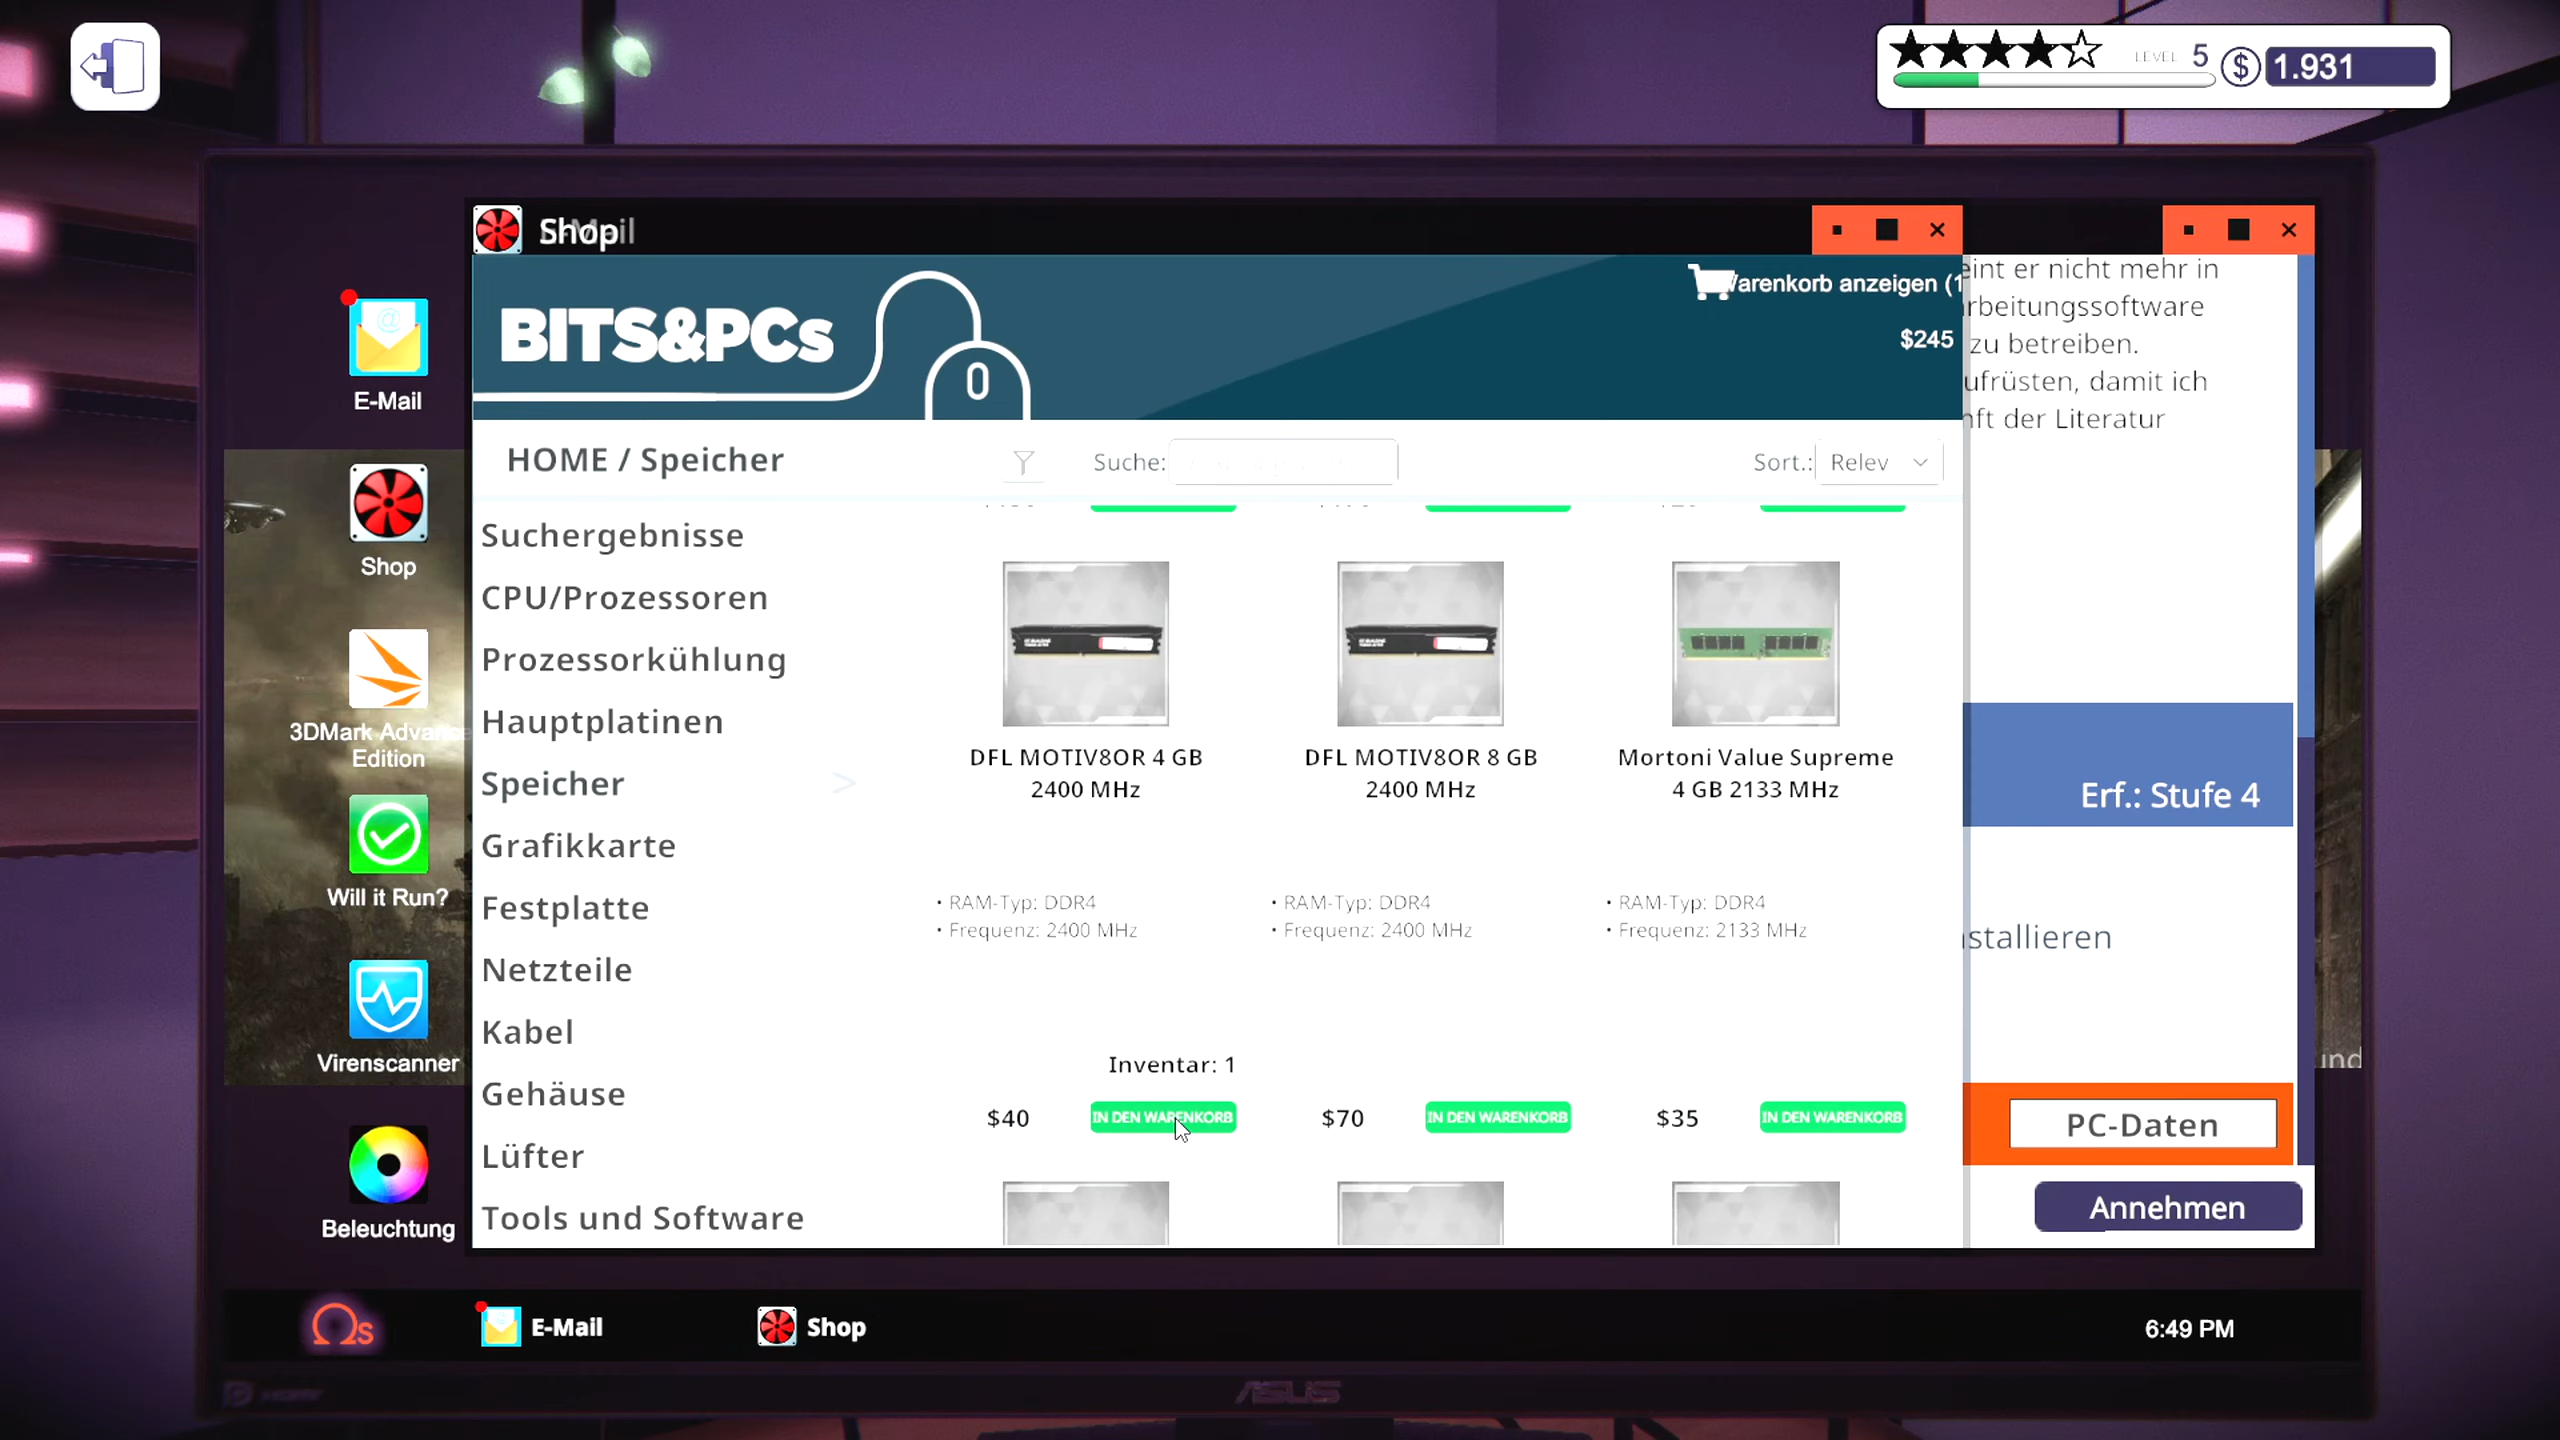 LEVEL 5 $ 1.931
Shop
Warenkorb anzeigen (1
$245
BITS&PCs
eint er nicht mehr in
rbeitungssoftware
zu betreiben.
ufrüsten, damit ich
nft der Literatur
HOME / Speicher
Suche:
Sort.: Relev
E-Mail
Shop
3DMark Advance
Edition
Will it Run?
Virenscanner
Beleuchtung
Suchergebnisse
CPU/Prozessoren
Prozessorkühlung
Hauptplatinen
Speicher >
Grafikkarte
Festplatte
Netzteile
Kabel
Gehäuse
Lüfter
Tools und Software
DFL MOTIV8OR 4 GB
2400 MHz
• RAM-Typ: DDR4
• Frequenz: 2400 MHz
Inventar: 1
$40 IN DEN WARENKORB
DFL MOTIV8OR 8 GB
2400 MHz
• RAM-Typ: DDR4
• Frequenz: 2400 MHz
$70 IN DEN WARENKORB
Mortoni Value Supreme
4 GB 2133 MHz
• RAM-Typ: DDR4
• Frequenz: 2133 MHz
$35 IN DEN WARENKORB
Erf.: Stufe 4
stallieren
und
PC-Daten
Annehmen
Ωs E-Mail Shop 6:49 PM
ASUS